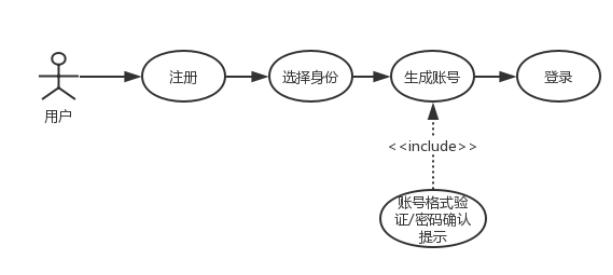 用户
注册
选择身份
生成账号
登录
<<include>>
账号格式验
证/密码确认
提示